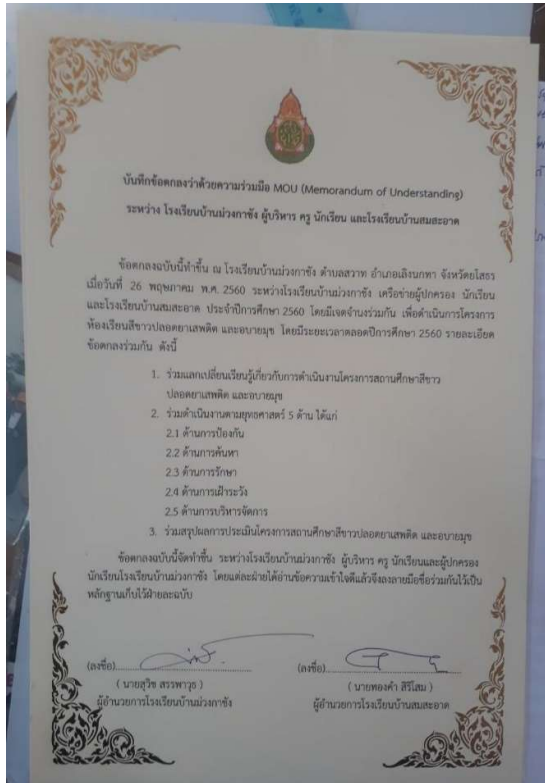 บันทึกข้อตกลงว่าด้วยความร่วมมือ MOU (Memorandum of Understanding)
ระหว่าง โรงเรียนบ้านม่วงกาชัง ผู้บริหาร ครู นักเรียน และโรงเรียนบ้านสมสะอาด
ข้อตกลงฉบับนี้ทำขึ้น ณ โรงเรียนบ้านม่วงกาชัง ตำบลสวาท อำเภอเลิงนกทา จังหวัดยโสธร
เมื่อวันที่ 26 พฤษภาคม พ.ศ. 2560 ระหว่างโรงเรียนบ้านม่วงกาชัง เครือข่ายผู้ปกครอง นักเรียน
และโรงเรียนบ้านสมสะอาด ประจำปีการศึกษา 2560 โดยมีเจตจำนงร่วมกัน เพื่อดำเนินการโครงการ
ห้องเรียนสีขาวปลอดยาเสพติด และอบายมุข โดยมีระยะเวลาตลอดปีการศึกษา 2560 รายละเอียด
ข้อตกลงร่วมกัน ดังนี้
1. ร่วมแลกเปลี่ยนเรียนรู้เกี่ยวกับการดำเนินงานโครงการสถานศึกษาสีขาว
ปลอดยาเสพติด และอบายมุข
2. ร่วมดำเนินงานตามยุทธศาสตร์ 5 ด้าน ได้แก่
2.1 ด้านการป้องกัน
2.2 ด้านการค้นหา
2.3 ด้านการรักษา
2.4 ด้านการเฝ้าระวัง
2.5 ด้านการบริหารจัดการ
3. ร่วมสรุปผลการประเมินโครงการสถานศึกษาสีขาวปลอดยาเสพติด และอบายมุข
ข้อตกลงฉบับนี้จัดทำขึ้น ระหว่างโรงเรียนบ้านม่วงกาชัง ผู้บริหาร ครู นักเรียนและผู้ปกครอง
นักเรียนโรงเรียนบ้านม่วงกาชัง โดยแต่ละฝ่ายได้อ่านข้อความเข้าใจดีแล้วจึงลงลายมือชื่อร่วมกันไว้เป็น
หลักฐานเก็บไว้ฝ่ายละฉบับ
(ลงชื่อ) (ลงชื่อ)
( นายสุวิช สรรพาวุธ ) ( นายทองคำ สิริโสม )
ผู้อำนวยการโรงเรียนบ้านม่วงกาชัง ผู้อำนวยการโรงเรียนบ้านสมสะอาด